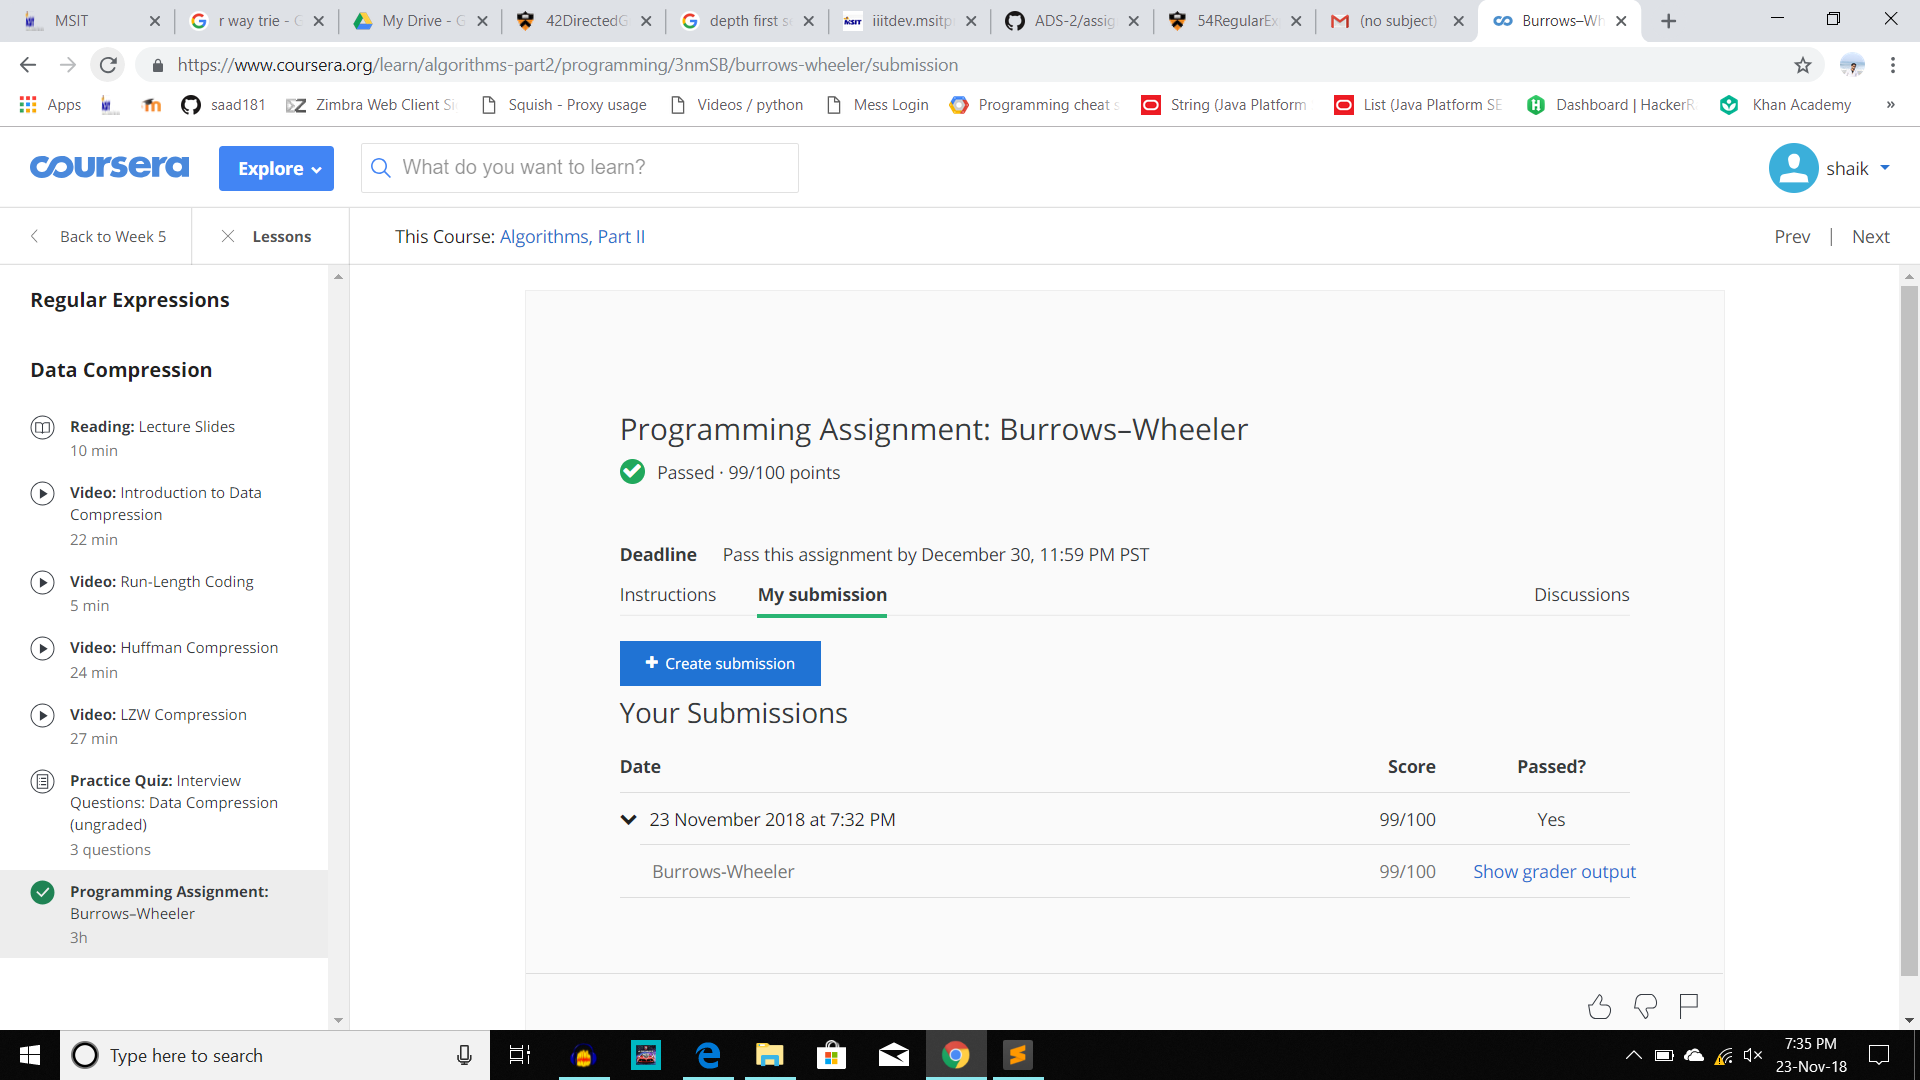 MSIT
r way trie - G
My Drive - G
42DirectedG
depth first se
iiitdev.msitp
ADS-2/assig
54RegularEx
(no subject)
Burrows–Wh
https://www.coursera.org/learn/algorithms-part2/programming/3nmSB/burrows-wheeler/submission
Apps
saad181
Zimbra Web Client Si
Squish - Proxy usage
Videos / python
Mess Login
Programming cheat s
String (Java Platform
List (Java Platform SE
Dashboard | HackerRa
Khan Academy
»
coursera
Explore
What do you want to learn?
shaik
Back to Week 5
Lessons
This Course: Algorithms, Part II
Prev | Next
Regular Expressions
Data Compression
Reading: Lecture Slides
10 min
Video: Introduction to Data
Compression
22 min
Video: Run-Length Coding
5 min
Video: Huffman Compression
24 min
Video: LZW Compression
27 min
Practice Quiz: Interview
Questions: Data Compression
(ungraded)
3 questions
Programming Assignment:
Burrows–Wheeler
3h
Programming Assignment: Burrows–Wheeler
Passed · 99/100 points
Deadline Pass this assignment by December 30, 11:59 PM PST
Instructions
My submission
Discussions
+ Create submission
Your Submissions
Date Score Passed?
23 November 2018 at 7:32 PM 99/100 Yes
Burrows-Wheeler 99/100 Show grader output
Type here to search
7:35 PM
23-Nov-18